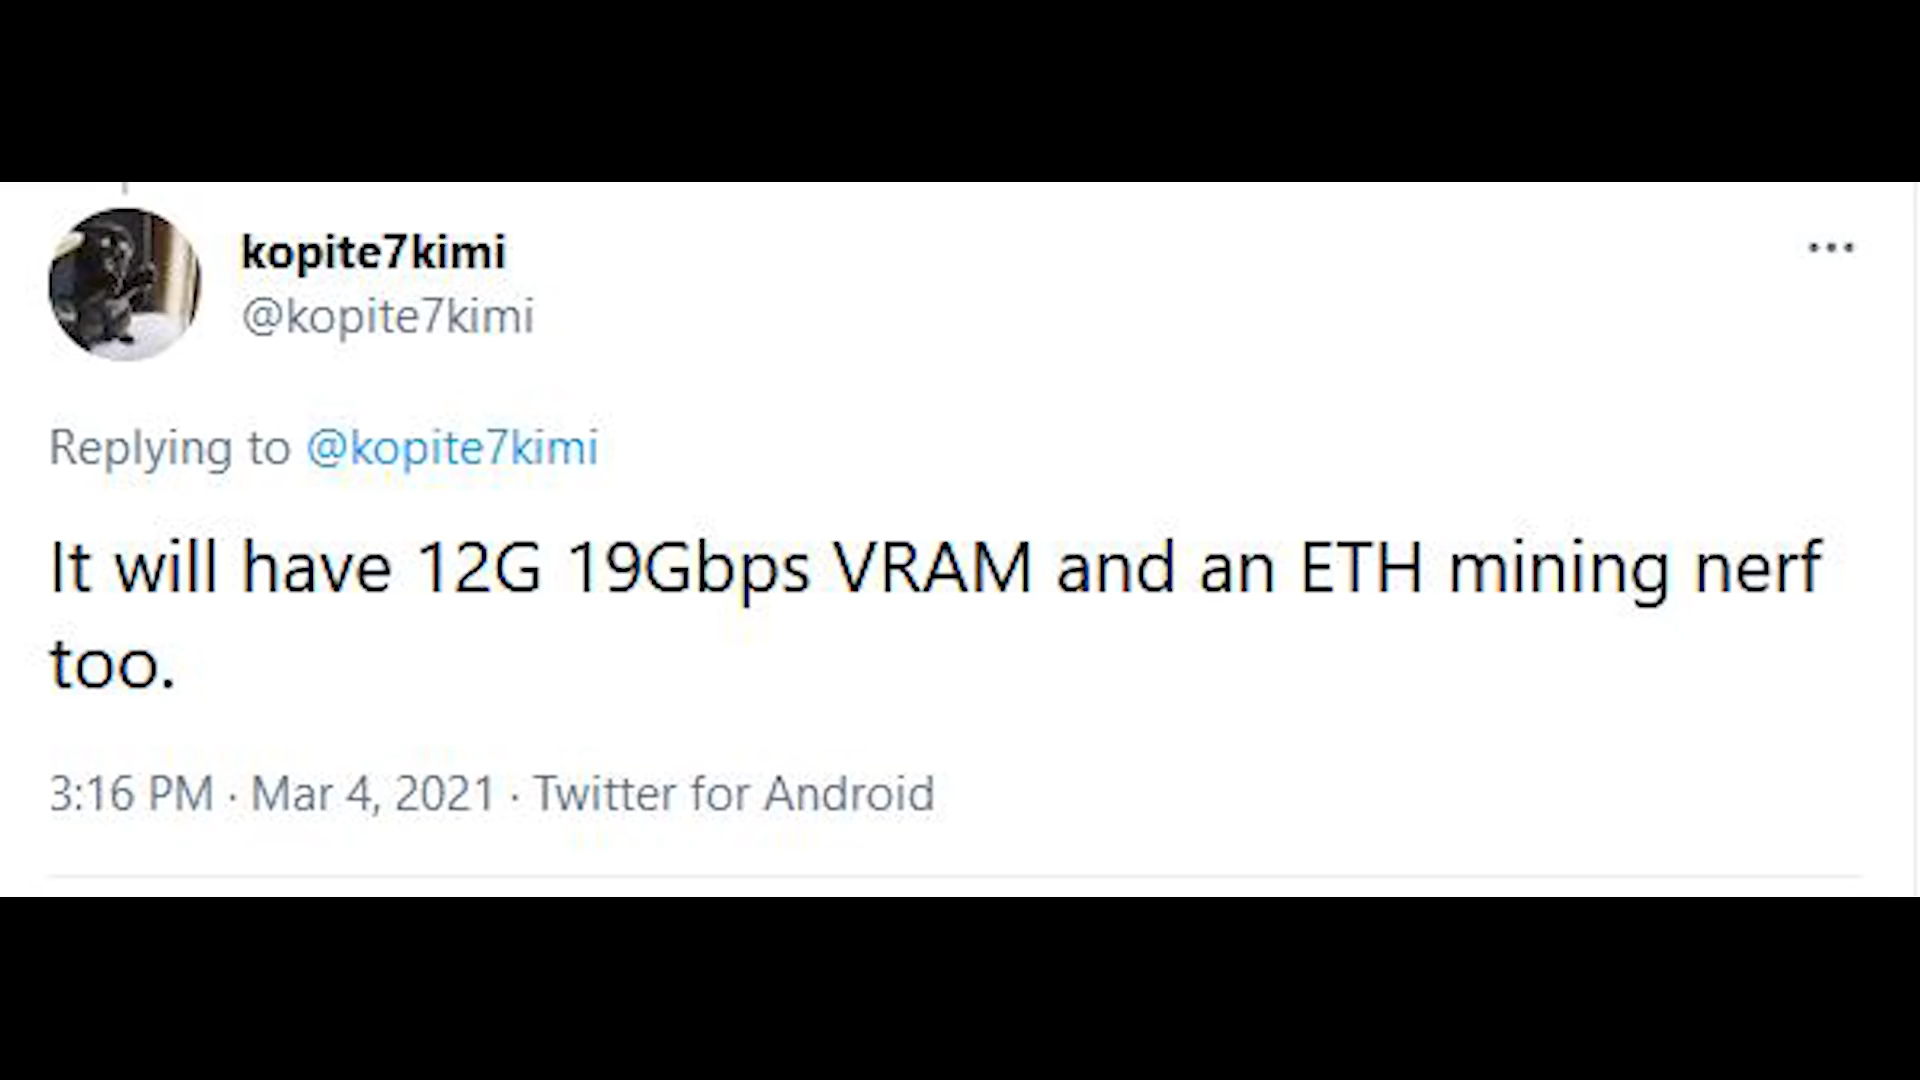 kopite7kimi
@kopite7kimi
Replying to @kopite7kimi
It will have 12G 19Gbps VRAM and an ETH mining nerf
too.
3:16 PM · Mar 4, 2021 · Twitter for Android